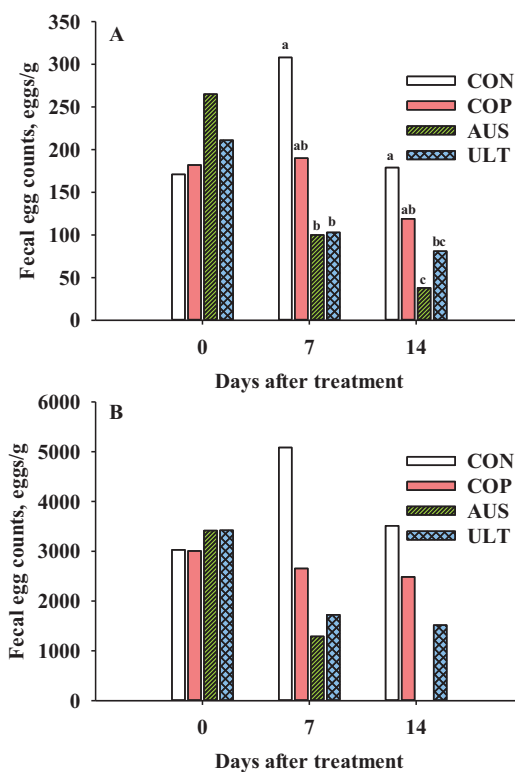 A
350
300
250
200
150
100
50
0
Fecal egg counts, eggs/g
a
ab
b
b
a
ab
c
bc
CON
COP
AUS
ULT
0 7 14
Days after treatment
B
6000
5000
4000
3000
2000
1000
0
Fecal egg counts, eggs/g
CON
COP
AUS
ULT
0 7 14
Days after treatment